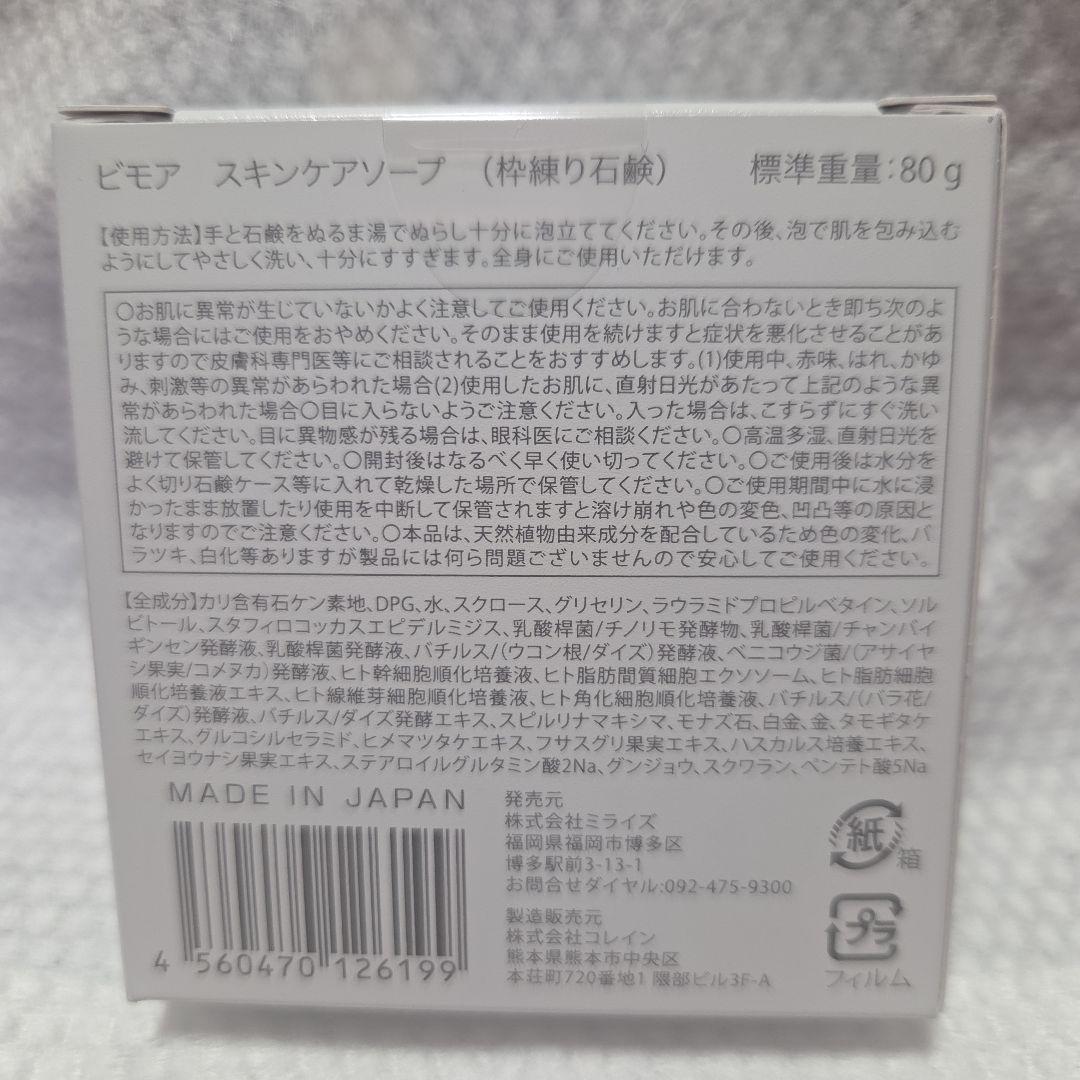 ビモア　スキンケアソープ　（枠練り石鹸）　標準重量：80g
【使用方法】手と石鹸をぬるま湯でぬらし十分に泡立ててください。その後、泡で肌を包み込む
ようにしてやさしく洗い、十分にすすぎます。全身にご使用いただけます。
〇お肌に異常が生じていないかよく注意してご使用ください。お肌に合わないとき即ち次のよ
うな場合にはご使用をおやめください。そのまま使用を続けますと症状を悪化させることがあ
りますので皮膚科専門医等にご相談されることをおすすめします。(1)使用中、赤味、はれ、かゆ
み、刺激等の異常があらわれた場合(2)使用したお肌に、直射日光があたって上記のような異
常があらわれた場合〇目に入らないようご注意ください。入った場合は、こすらずにすぐ洗い
流してください。目に異物感が残る場合は、眼科医にご相談ください。〇高温多湿、直射日光を
避けて保管してください。〇開封後はなるべく早く使い切ってください。〇ご使用後は水分を
よく切り石鹸ケース等に入れて乾燥した場所で保管してください。〇ご使用期間中に水に浸
かったまま放置したり使用を中断して保管されますと溶け崩れや色の変色、凹凸等の原因と
なりますのでご注意ください。〇本品は、天然植物由来成分を配合しているため色の変化、バ
ラツキ、白化等ありますが製品には何ら問題ございませんので安心してご使用ください。
【全成分】カリ含有石ケン素地、DPG、水、スクロース、グリセリン、ラウラミドプロピルベタイン、ソル
ビトール、スタフィロコッカスエピデルミジス、乳酸桿菌/チノリモ発酵物、乳酸桿菌/チャンバイ
ギンセン発酵液、乳酸桿菌発酵液、バチルス/(ウコン根/ダイズ)発酵液、ベニコウジ菌/(アサイヤ
シ果実/コメヌカ)発酵液、ヒト幹細胞順化培養液、ヒト脂肪間質細胞エクソソーム、ヒト脂肪細胞
順化培養液エキス、ヒト線維芽細胞順化培養液、ヒト角化細胞順化培養液、バチルス/(バラ花/
ダイズ)発酵液、バチルス/ダイズ発酵エキス、スピルリナマキシマ、モナズ石、白金、金、タモギタケ
エキス、グルコシルセラミド、ヒメマツタケエキス、フサスグリ果実エキス、ハスカルス培養エキス、
セイヨウナシ果実エキス、ステアロイルグルタミン酸2Na、グンジョウ、スクワラン、ペンテト酸5Na
MADE IN JAPAN
4 560470 126199
発売元
株式会社ミライズ
福岡県福岡市博多区
博多駅前3-13-1
お問合せダイヤル:092-475-9300
製造販売元
株式会社コレイン
熊本県熊本市中央区
本荘町720番地1 隈部ビル3F-A
紙
箱
プラ
フィルム